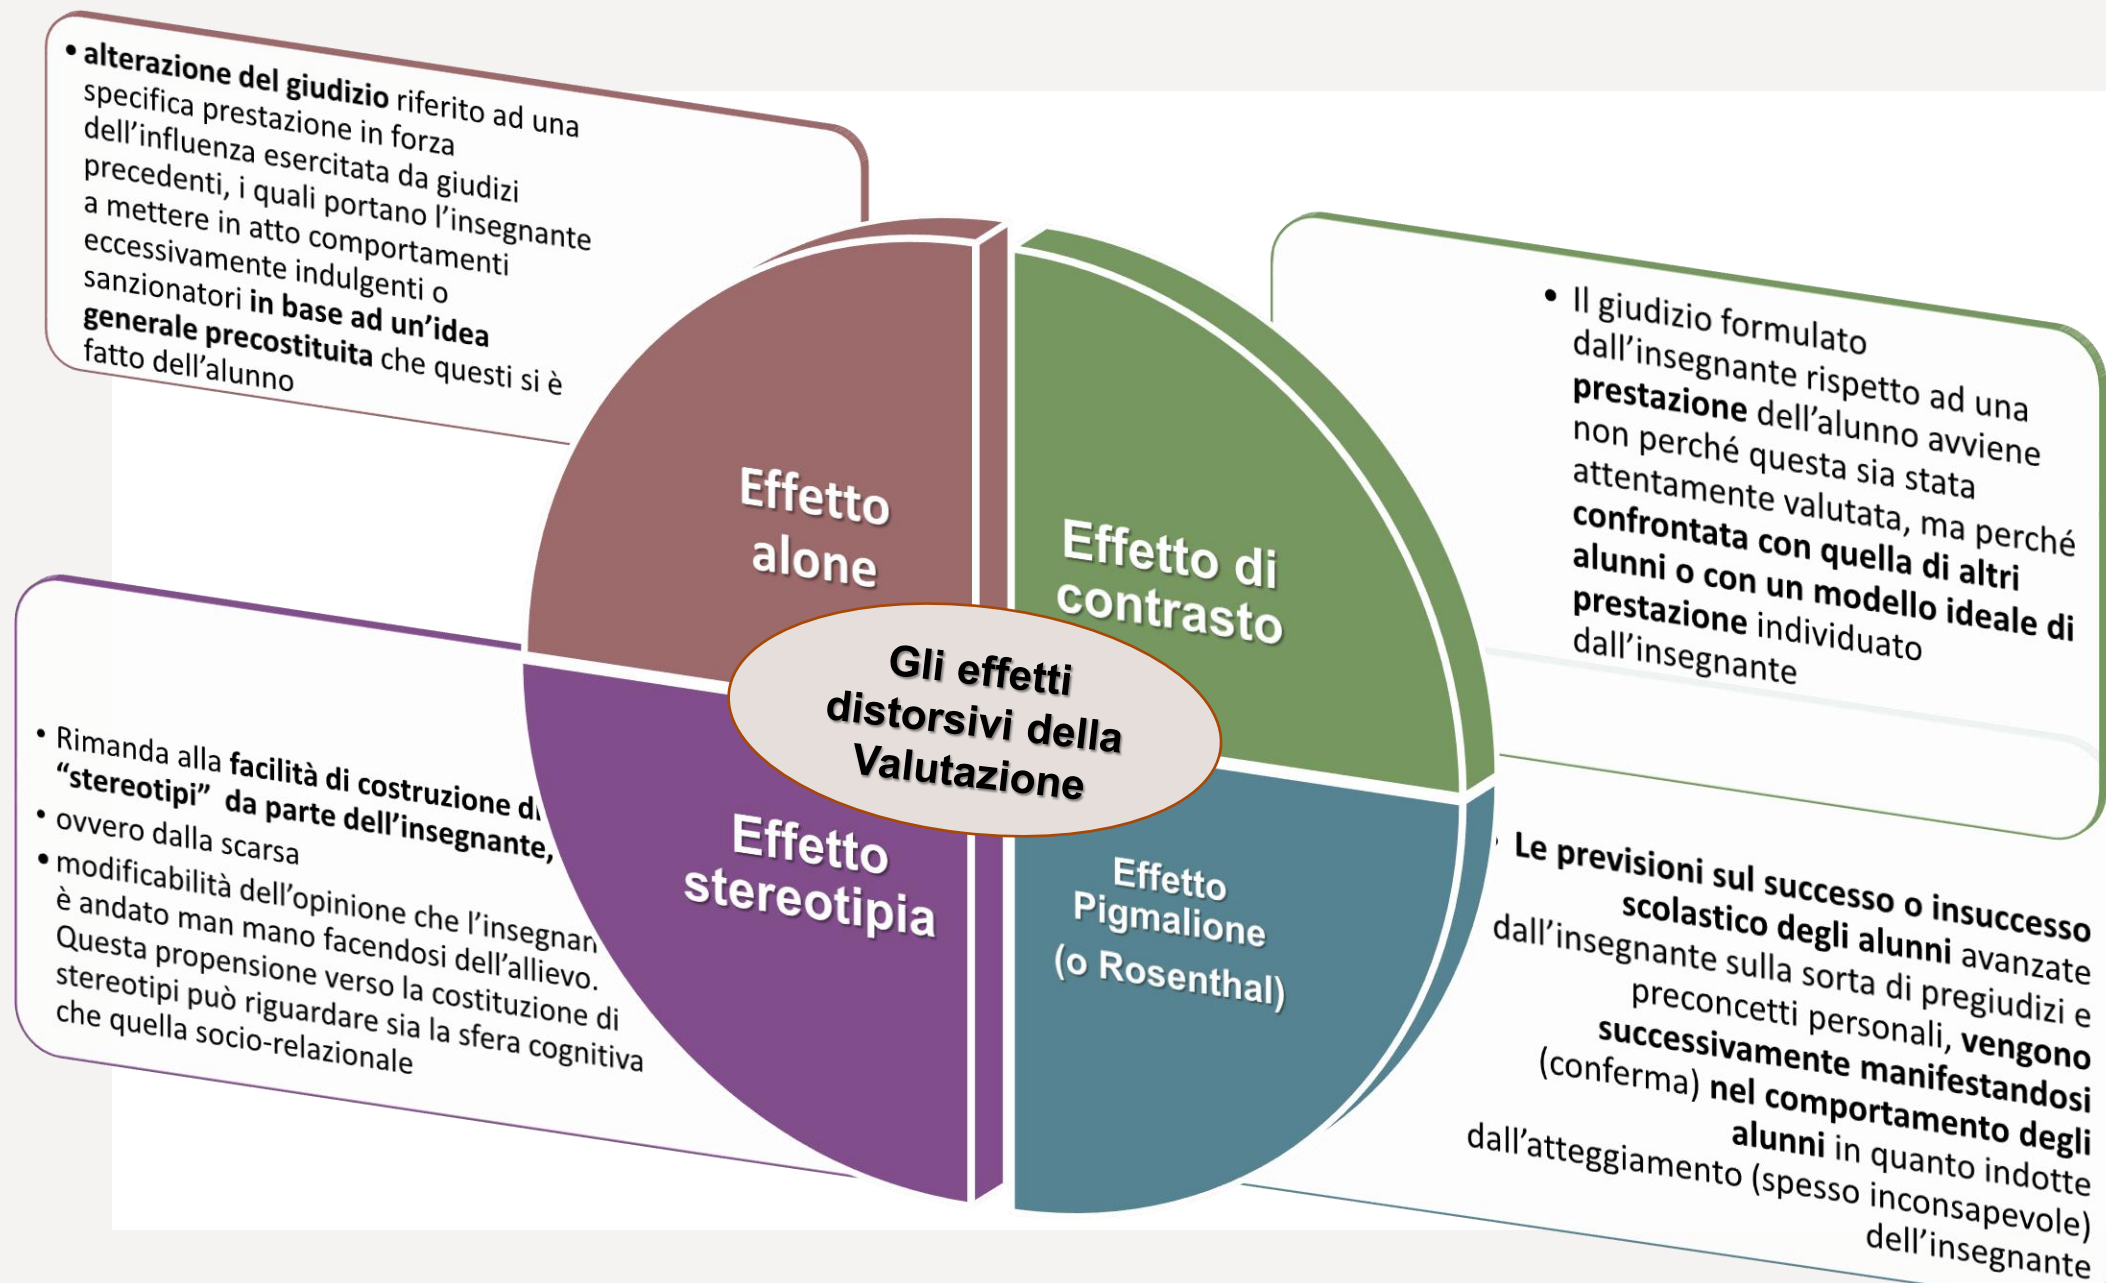 • alterazione del giudizio riferito ad una
specifica prestazione in forza
dell’influenza esercitata da giudizi
precedenti, i quali portano l’insegnante
a mettere in atto comportamenti
eccessivamente indulgenti o
sanzionatori in base ad un’idea
generale precostituita che questi si è
fatto dell’alunno
Effetto
alone
Effetto di
contrasto
• Il giudizio formulato
dall’insegnante rispetto ad una
prestazione dell’alunno avviene
non perché questa sia stata
attentamente valutata, ma perché
confrontata con quella di altri
alunni o con un modello ideale di
prestazione individuato
dall’insegnante
Gli effetti
distorsivi della
Valutazione
• Rimanda alla facilità di costruzione di
“stereotipi” da parte dell’insegnante,
• ovvero dalla scarsa
• modificabilità dell’opinione che l’insegnan
è andato man mano facendosi dell’allievo.
Questa propensione verso la costituzione di
stereotipi può riguardare sia la sfera cognitiva
che quella socio-relazionale
Effetto
stereotipia
Effetto
Pigmalione
(o Rosenthal)
• Le previsioni sul successo o insuccesso
scolastico degli alunni avanzate
dall’insegnante sulla sorta di pregiudizi e
preconcetti personali, vengono
successivamente manifestandosi
(conferma) nel comportamento degli
alunni in quanto indotte
dall’atteggiamento (spesso inconsapevole)
dell’insegnante